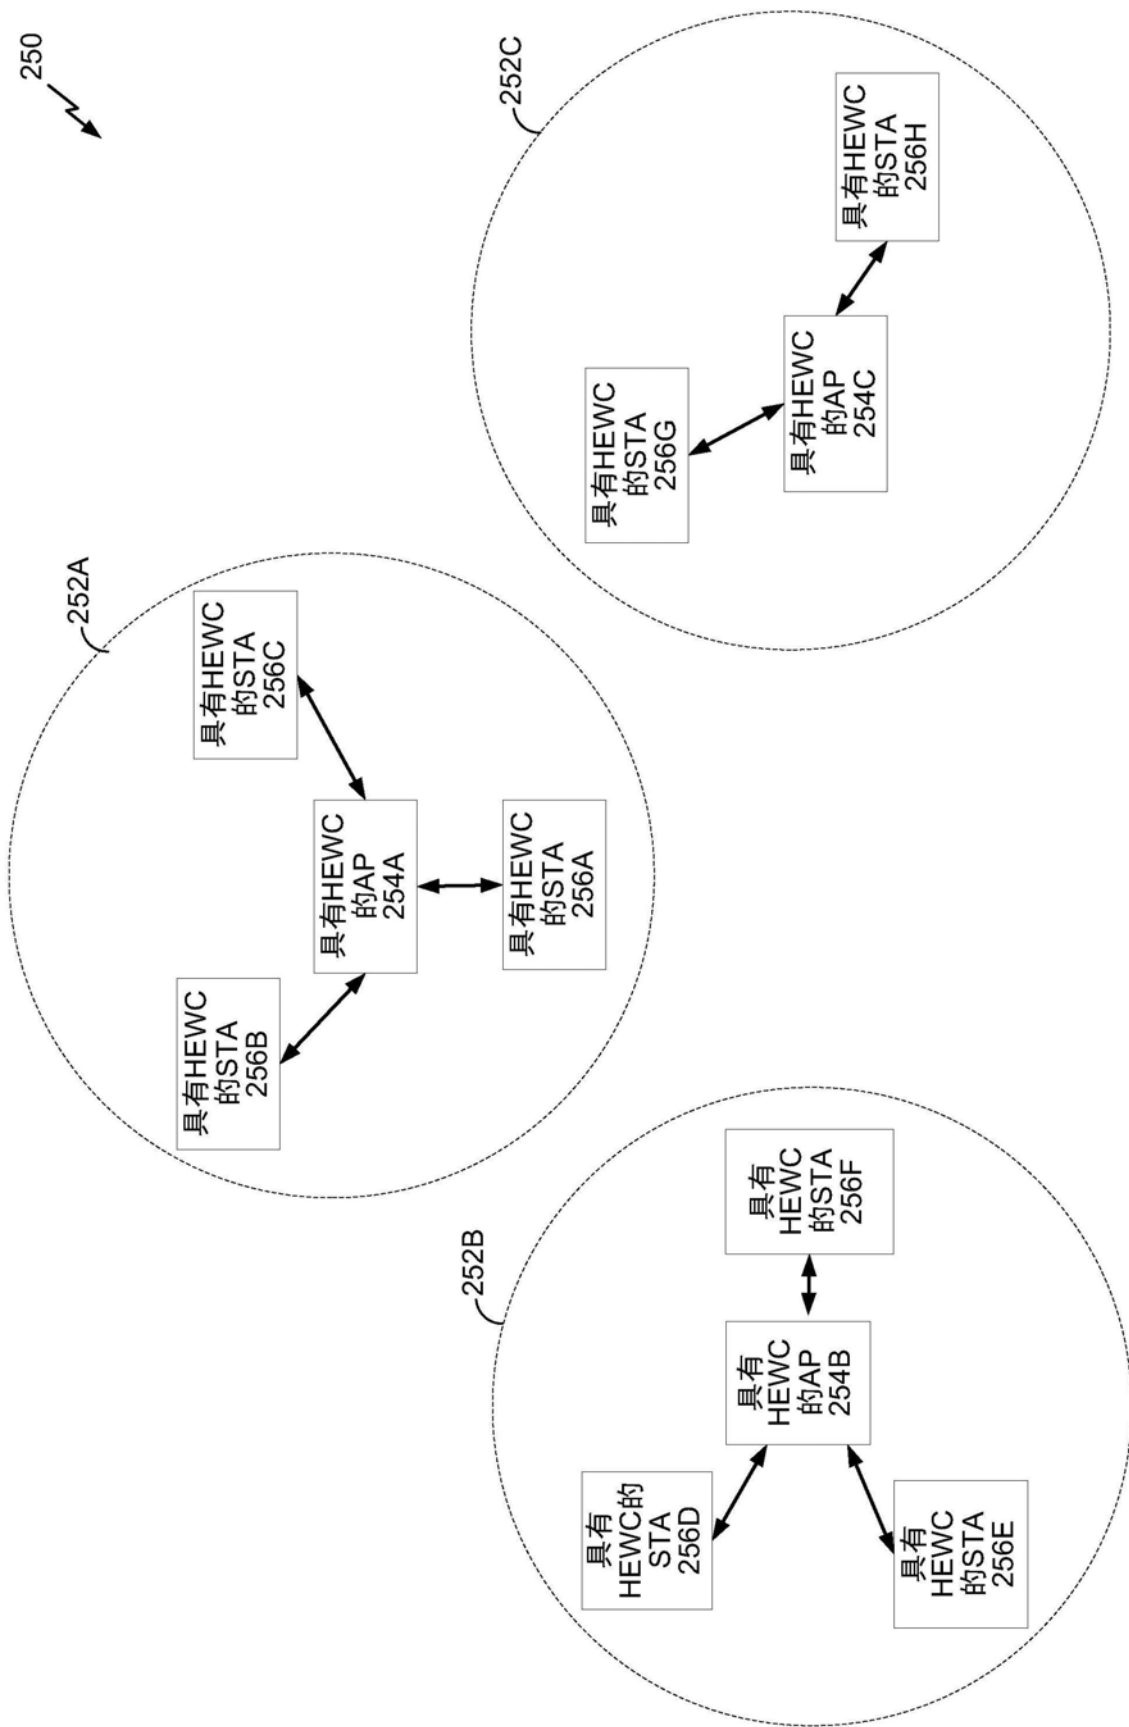 250
252A
具有HEWC
的STA
256B
具有HEWC
的STA
256C
具有HEWC
的AP
254A
具有HEWC
的STA
256A
252B
具有
HEWC的
STA
256D
具有
HEWC
的AP
254B
具有
HEWC
的STA
256F
具有
HEWC
的STA
256E
252C
具有HEWC
的STA
256G
具有HEWC
的AP
254C
具有HEWC
的STA
256H